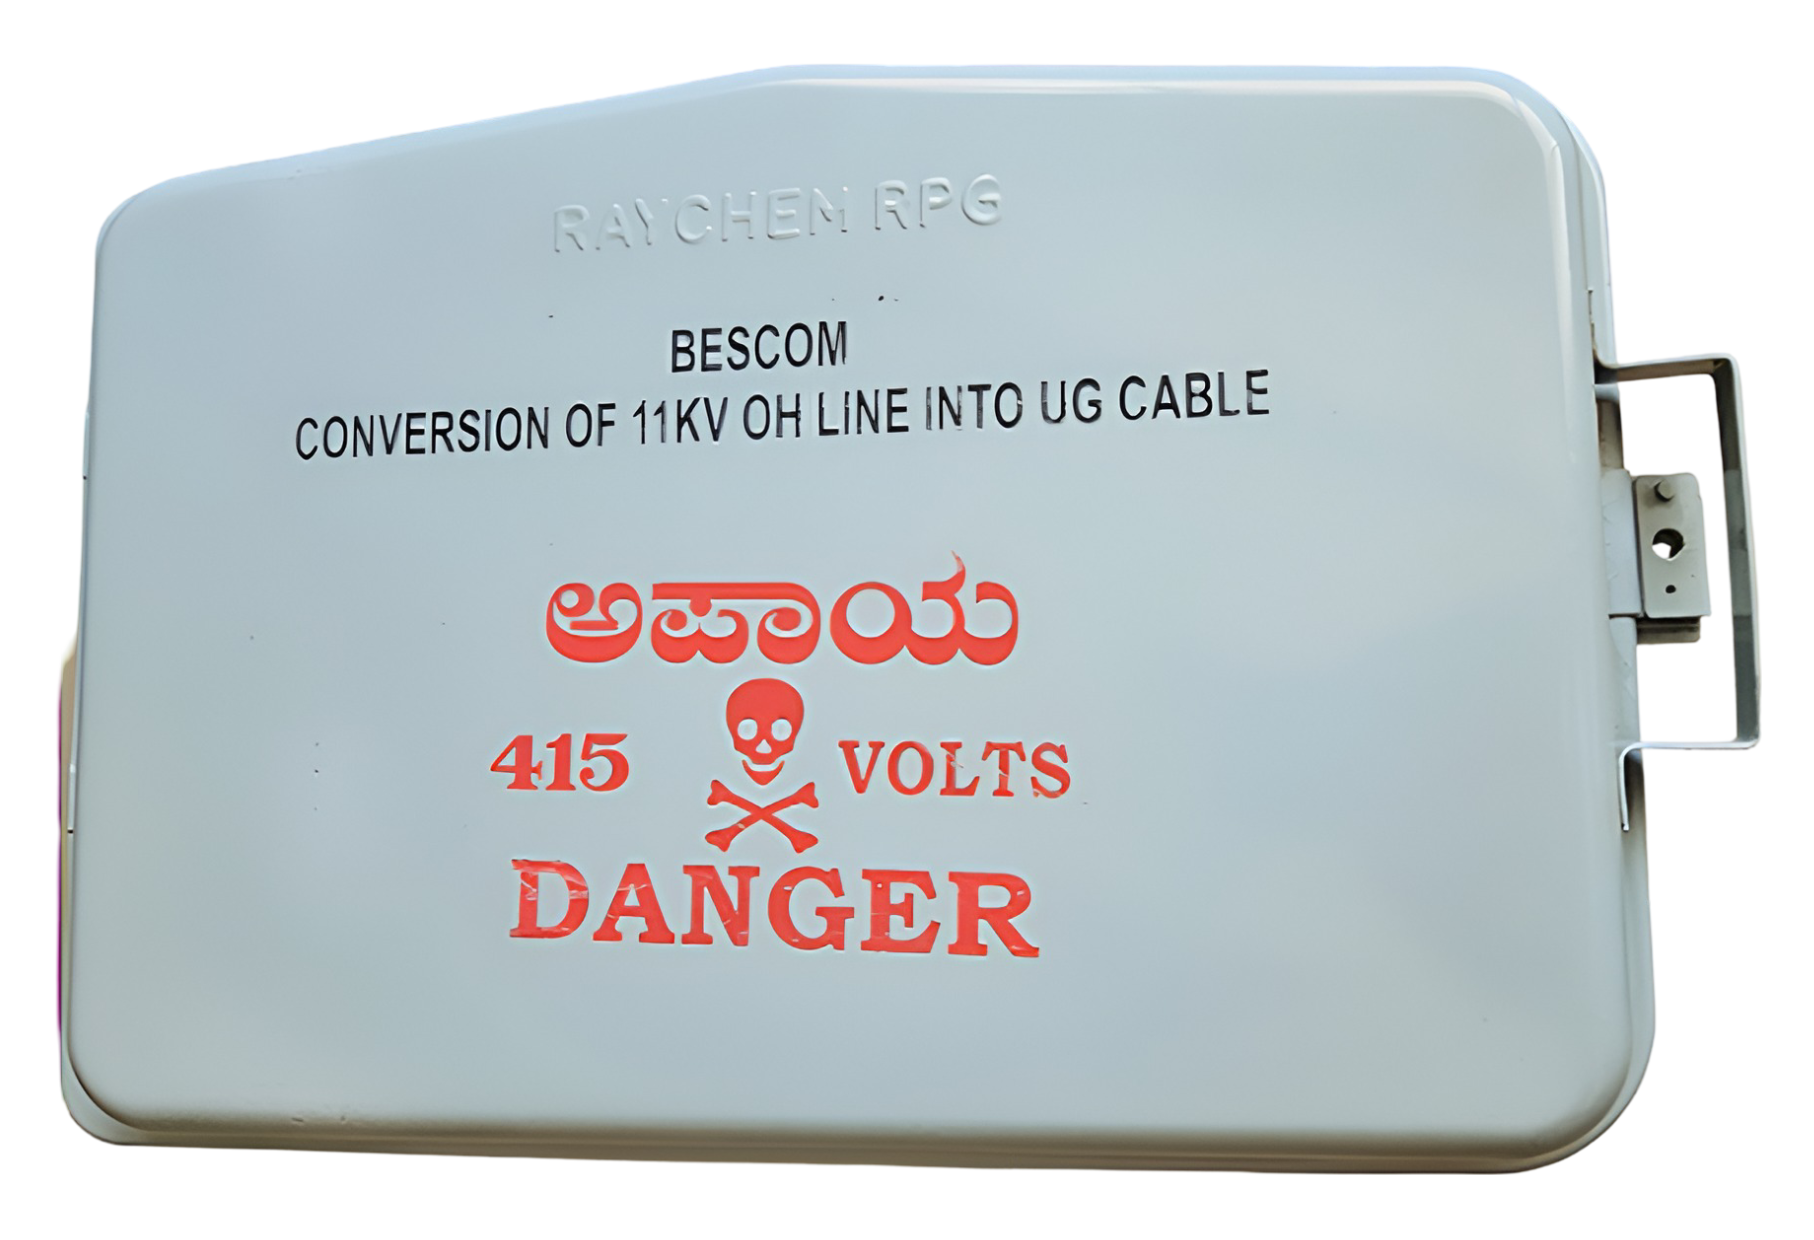 RAYCHEM RPG
BESCOM
CONVERSION OF 11KV OH LINE INTO UG CABLE
ಅಪಾಯ
415 VOLTS
DANGER